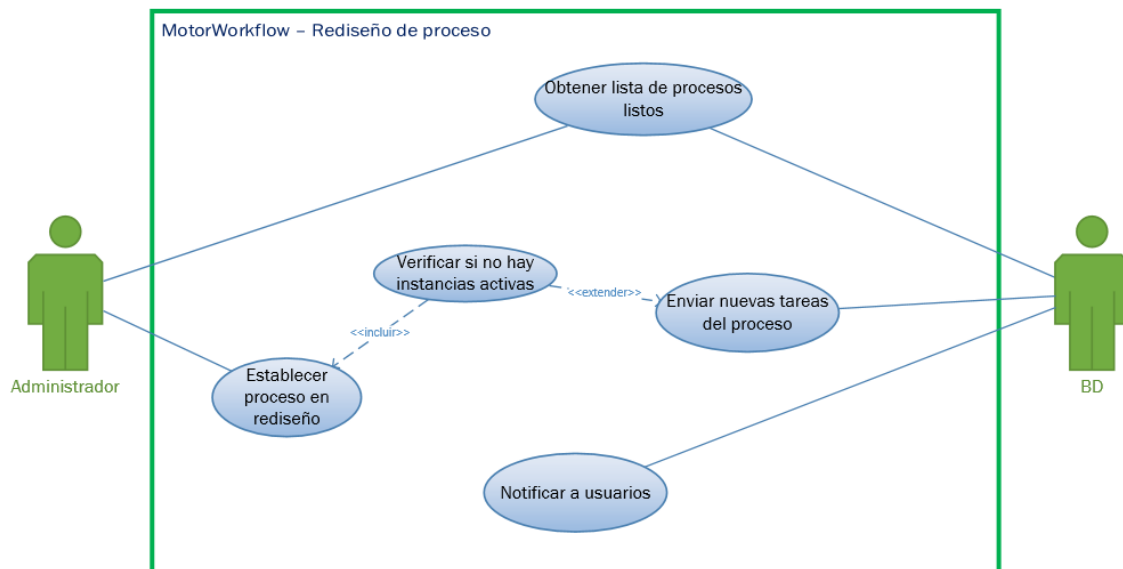 MotorWorkflow – Rediseño de proceso
Obtener lista de procesos
listos
Verificar si no hay
instancias activas
<<extender>>
Enviar nuevas tareas
del proceso
<<incluir>>
Establecer
proceso en
rediseño
Administrador
BD
Notificar a usuarios